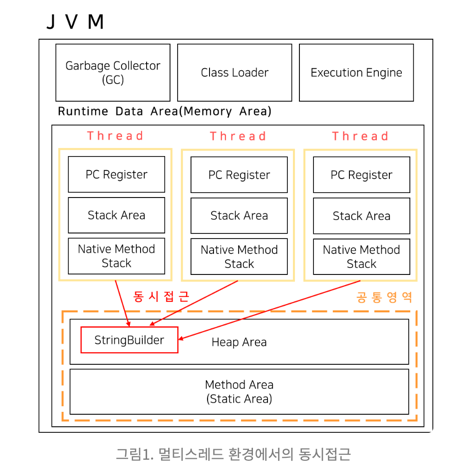 JVM
Garbage Collector
(GC)
Class Loader
Execution Engine
Runtime Data Area(Memory Area)
Thread
Thread
Thread
PC Register
Stack Area
Native Method
Stack
PC Register
Stack Area
Native Method
Stack
PC Register
Stack Area
Native Method
Stack
동시접근
공통영역
StringBuilder
Heap Area
Method Area
(Static Area)
그림1. 멀티스레드 환경에서의 동시접근